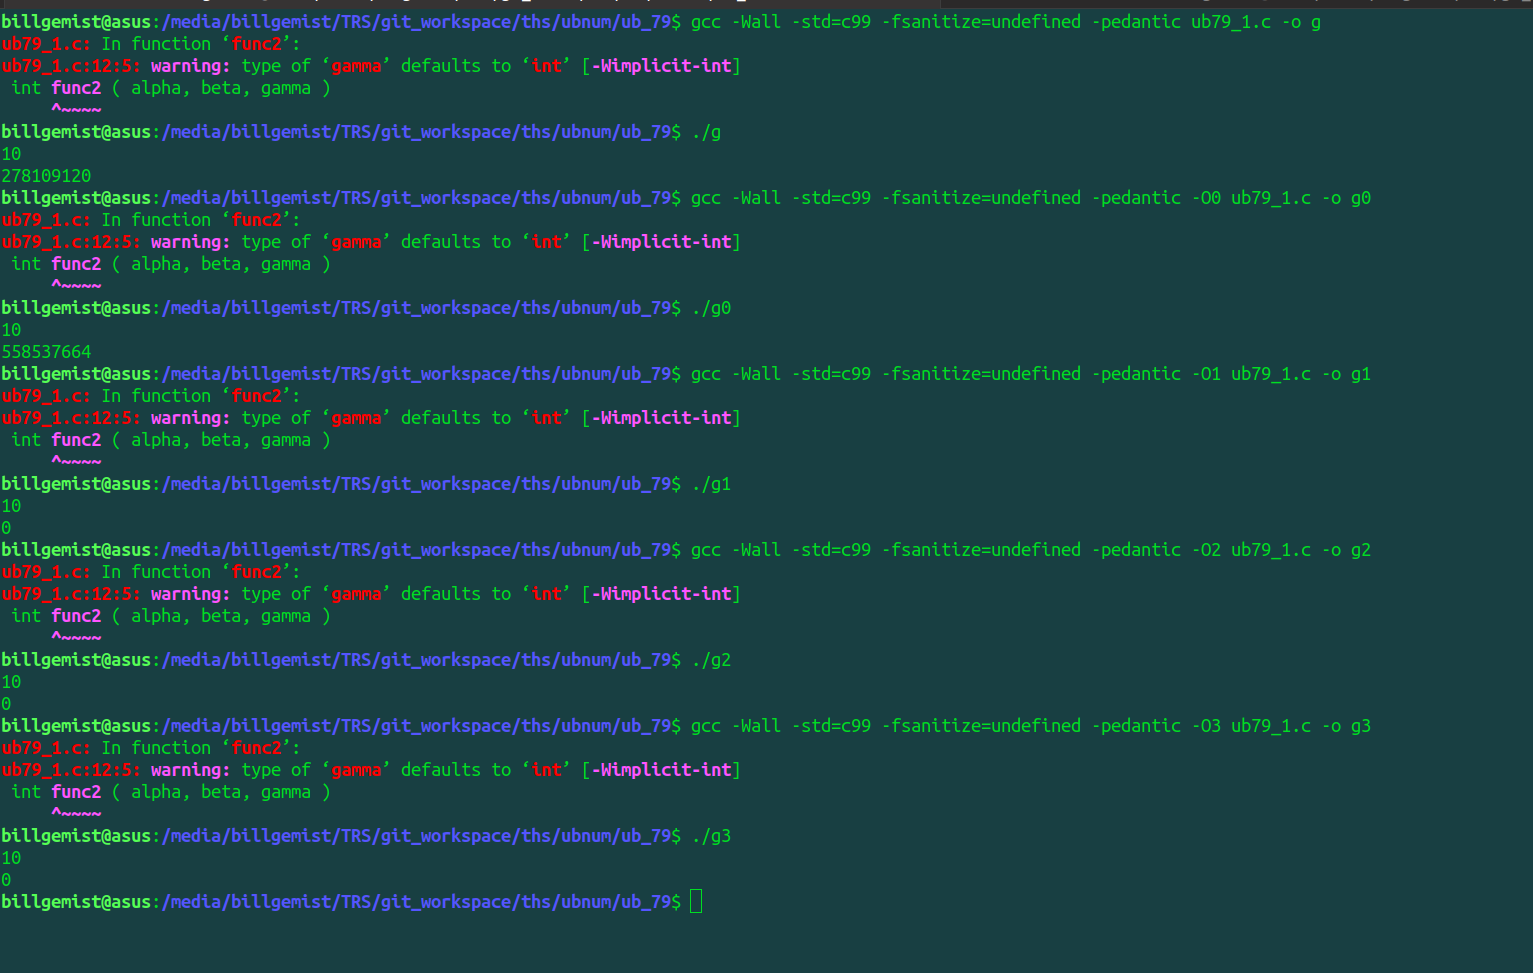 billgemist@asus:/media/billgemist/TRS/git_workspace/ths/ubnum/ub_79$ gcc -Wall -std=c99 -fsanitize=undefined -pedantic ub79_1.c -o g
ub79_1.c: In function ‘func2’:
ub79_1.c:12:5: warning: type of ‘gamma’ defaults to ‘int’ [-Wimplicit-int]
 int func2 ( alpha, beta, gamma )
     ^~~~~
billgemist@asus:/media/billgemist/TRS/git_workspace/ths/ubnum/ub_79$ ./g
10
278109120
billgemist@asus:/media/billgemist/TRS/git_workspace/ths/ubnum/ub_79$ gcc -Wall -std=c99 -fsanitize=undefined -pedantic -O0 ub79_1.c -o g0
ub79_1.c: In function ‘func2’:
ub79_1.c:12:5: warning: type of ‘gamma’ defaults to ‘int’ [-Wimplicit-int]
 int func2 ( alpha, beta, gamma )
     ^~~~~
billgemist@asus:/media/billgemist/TRS/git_workspace/ths/ubnum/ub_79$ ./g0
10
558537664
billgemist@asus:/media/billgemist/TRS/git_workspace/ths/ubnum/ub_79$ gcc -Wall -std=c99 -fsanitize=undefined -pedantic -O1 ub79_1.c -o g1
ub79_1.c: In function ‘func2’:
ub79_1.c:12:5: warning: type of ‘gamma’ defaults to ‘int’ [-Wimplicit-int]
 int func2 ( alpha, beta, gamma )
     ^~~~~
billgemist@asus:/media/billgemist/TRS/git_workspace/ths/ubnum/ub_79$ ./g1
10
0
billgemist@asus:/media/billgemist/TRS/git_workspace/ths/ubnum/ub_79$ gcc -Wall -std=c99 -fsanitize=undefined -pedantic -O2 ub79_1.c -o g2
ub79_1.c: In function ‘func2’:
ub79_1.c:12:5: warning: type of ‘gamma’ defaults to ‘int’ [-Wimplicit-int]
 int func2 ( alpha, beta, gamma )
     ^~~~~
billgemist@asus:/media/billgemist/TRS/git_workspace/ths/ubnum/ub_79$ ./g2
10
0
billgemist@asus:/media/billgemist/TRS/git_workspace/ths/ubnum/ub_79$ gcc -Wall -std=c99 -fsanitize=undefined -pedantic -O3 ub79_1.c -o g3
ub79_1.c: In function ‘func2’:
ub79_1.c:12:5: warning: type of ‘gamma’ defaults to ‘int’ [-Wimplicit-int]
 int func2 ( alpha, beta, gamma )
     ^~~~~
billgemist@asus:/media/billgemist/TRS/git_workspace/ths/ubnum/ub_79$ ./g3
10
0
billgemist@asus:/media/billgemist/TRS/git_workspace/ths/ubnum/ub_79$